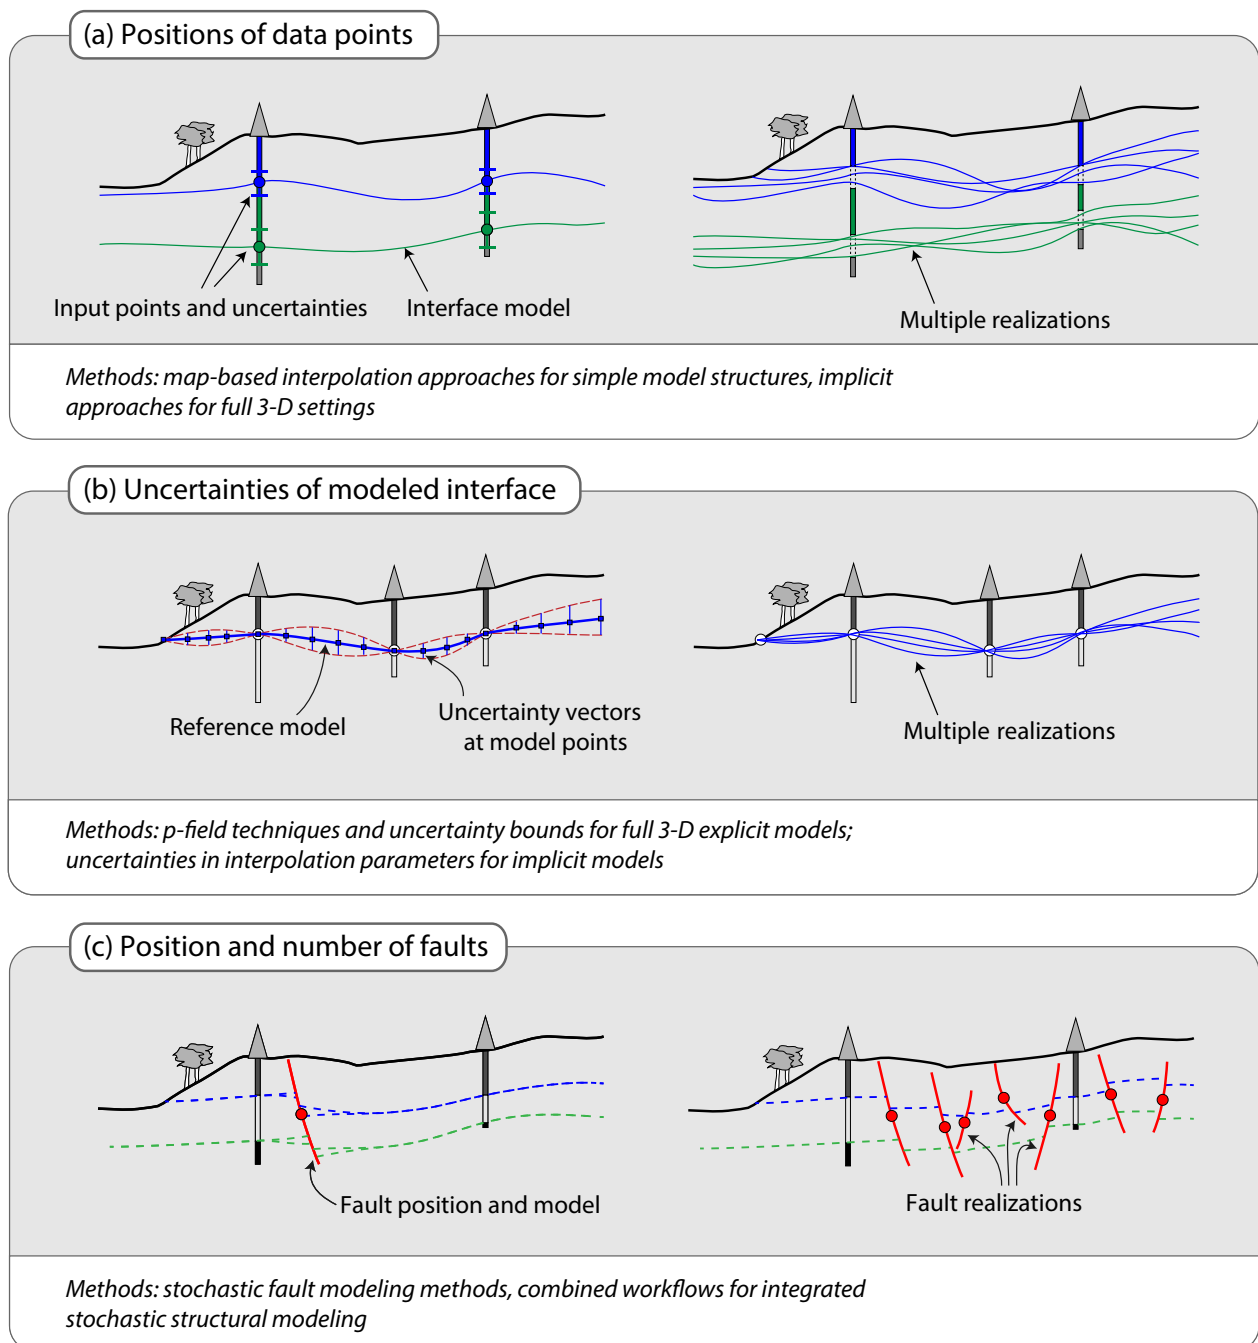 (a) Positions of data points
Input points and uncertainties
Interface model
Multiple realizations
Methods: map-based interpolation approaches for simple model structures, implicit
approaches for full 3-D settings
(b) Uncertainties of modeled interface
Reference model
Uncertainty vectors
at model points
Multiple realizations
Methods: p-field techniques and uncertainty bounds for full 3-D explicit models;
uncertainties in interpolation parameters for implicit models
(c) Position and number of faults
Fault position and model
Fault realizations
Methods: stochastic fault modeling methods, combined workflows for integrated
stochastic structural modeling